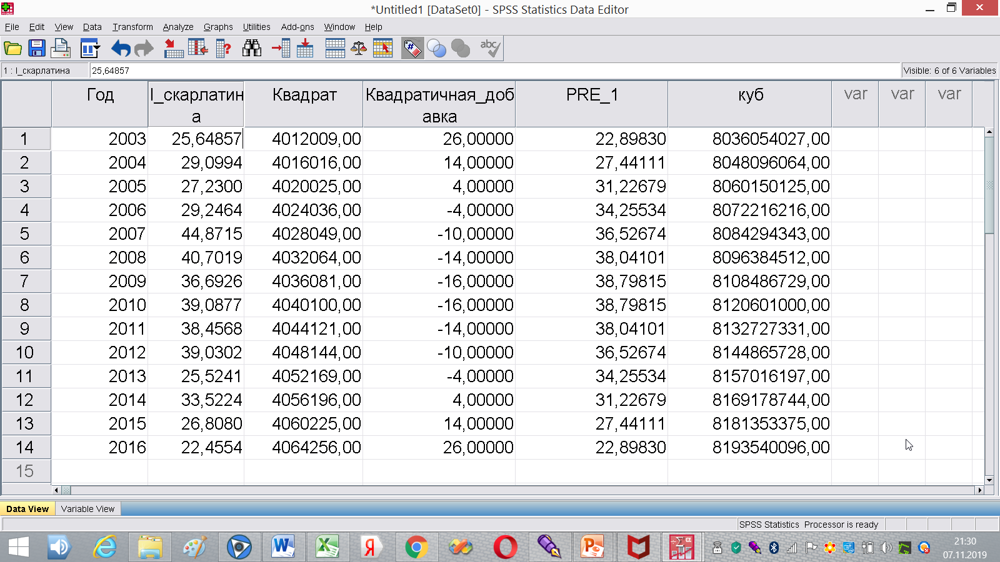 *Untitled1 [DataSet0] - SPSS Statistics Data Editor
File Edit View Data Transform Analyze Graphs Utilities Add-ons Window Help
1 : I_скарлатина 25,64857 Visible: 6 of 6 Variables
Год I_скарлатин а Квадрат Квадратичная_доб авка PRE_1 куб var var var
1 2003 25,64857 4012009,00 26,00000 22,89830 8036054027,00
2 2004 29,0994 4016016,00 14,00000 27,44111 8048096064,00
3 2005 27,2300 4020025,00 4,00000 31,22679 8060150125,00
4 2006 29,2464 4024036,00 -4,00000 34,25534 8072216216,00
5 2007 44,8715 4028049,00 -10,00000 36,52674 8084294343,00
6 2008 40,7019 4032064,00 -14,00000 38,04101 8096384512,00
7 2009 36,6926 4036081,00 -16,00000 38,79815 8108486729,00
8 2010 39,0877 4040100,00 -16,00000 38,79815 8120601000,00
9 2011 38,4568 4044121,00 -14,00000 38,04101 8132727331,00
10 2012 39,0302 4048144,00 -10,00000 36,52674 8144865728,00
11 2013 25,5241 4052169,00 -4,00000 34,25534 8157016197,00
12 2014 33,5224 4056196,00 4,00000 31,22679 8169178744,00
13 2015 26,8080 4060225,00 14,00000 27,44111 8181353375,00
14 2016 22,4554 4064256,00 26,00000 22,89830 8193540096,00
15
Data View Variable View
SPSS Statistics Processor is ready
21:30
07.11.2019